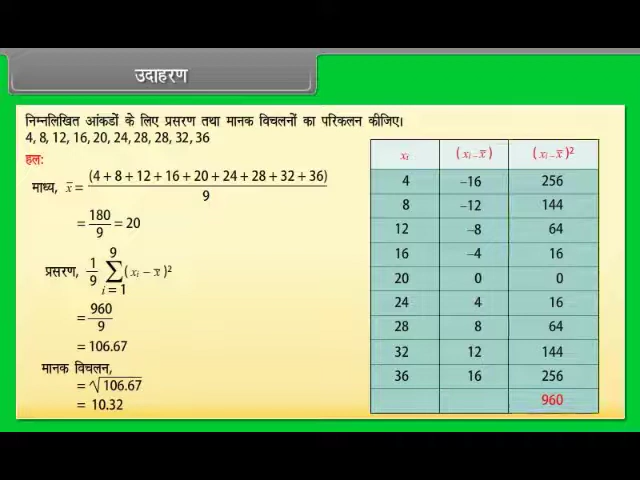 उदाहरण
निम्नलिखित आंकडों के लिए प्रसरण तथा मानक विचलनों का परिकलन कीजिए।
4, 8, 12, 16, 20, 24, 28, 28, 32, 36
हल:
माध्य, x̄ = (4 + 8 + 12 + 16 + 20 + 24 + 28 + 32 + 36) / 9
= 180/9 = 20
प्रसरण, 1/9 9∑i = 1 (xi − x̄ )²
= 960/9
= 106.67
मानक विचलन,
= √106.67
= 10.32
xi (xi – x̄) (xi – x̄)²
4 –16 256
8 –12 144
12 –8 64
16 –4 16
20 0 0
24 4 16
28 8 64
32 12 144
36 16 256
960